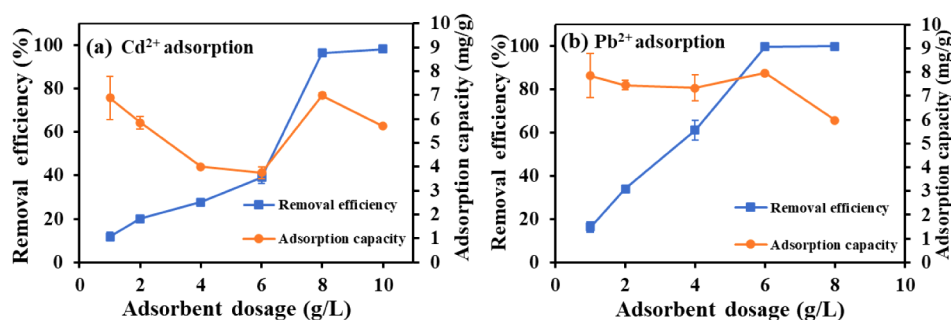 (a) Cd²⁺ adsorption
Removal efficiency (%)
100
80
60
40
20
0
10
9
8
7
6
5
4
3
2
1
0
Adsorption capacity (mg/g)
Removal efficiency
Adsorption capacity
0 2 4 6 8 10
Adsorbent dosage (g/L)
(b) Pb²⁺ adsorption
Removal efficiency (%)
100
80
60
40
20
0
10
9
8
7
6
5
4
3
2
1
0
Adsorption capacity (mg/g)
Removal efficiency
Adsorption capacity
0 2 4 6 8 10
Adsorbent dosage (g/L)